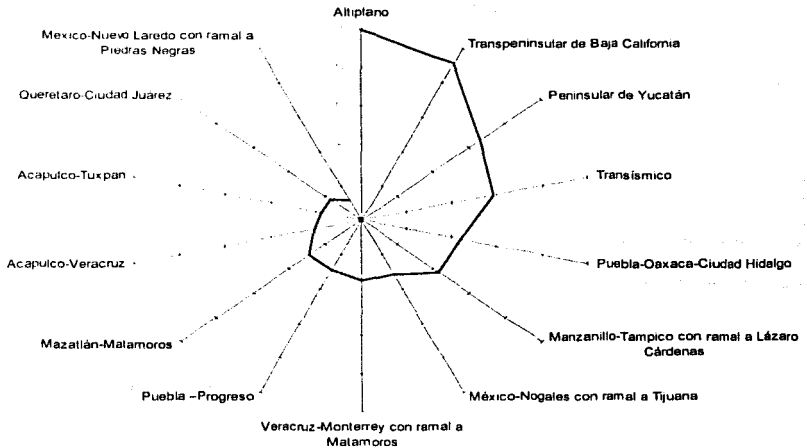 Altiplano
Mexico-Nuevo Laredo con ramal a
Piedras Negras
Transpeninsular de Baja California
Queretaro-Ciudad Juárez
Peninsular de Yucatán
Acapulco-Tuxpan
Transísmico
Acapulco-Veracruz
Puebla-Oaxaca-Ciudad Hidalgo
Mazatlán-Matamoros
Manzanillo-Tampico con ramal a Lázaro
Cárdenas
Puebla -Progreso
México-Nogales con ramal a Tijuana
Veracruz-Monterrey con ramal a
Matamoros